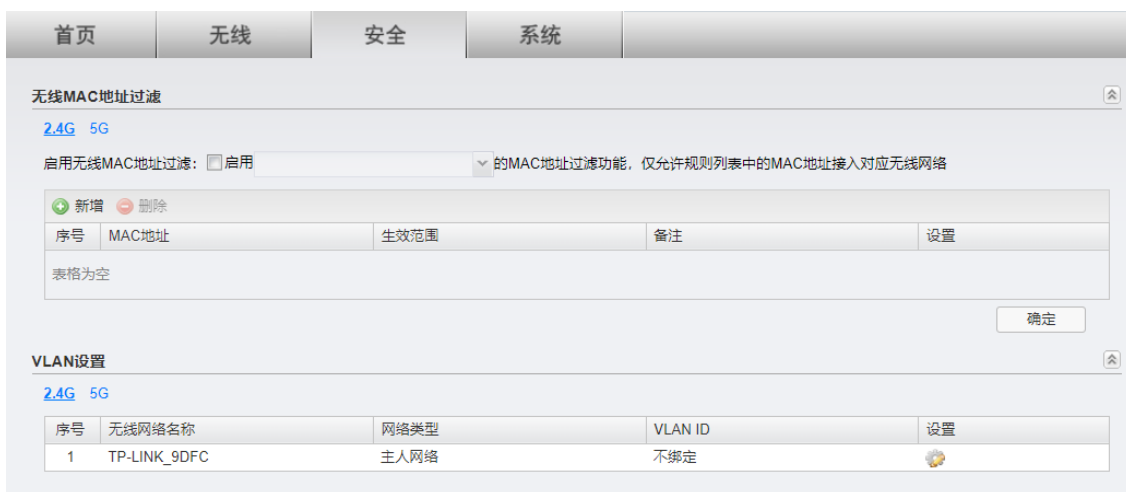 首页 无线 安全 系统
无线MAC地址过滤
2.4G 5G
启用无线MAC地址过滤： 启用 的MAC地址过滤功能，仅允许规则列表中的MAC地址接入对应无线网络
新增 删除
序号 MAC地址 生效范围 备注 设置
表格为空
确定
VLAN设置
2.4G 5G
序号 无线网络名称 网络类型 VLAN ID 设置
1 TP-LINK_9DFC 主人网络 不绑定